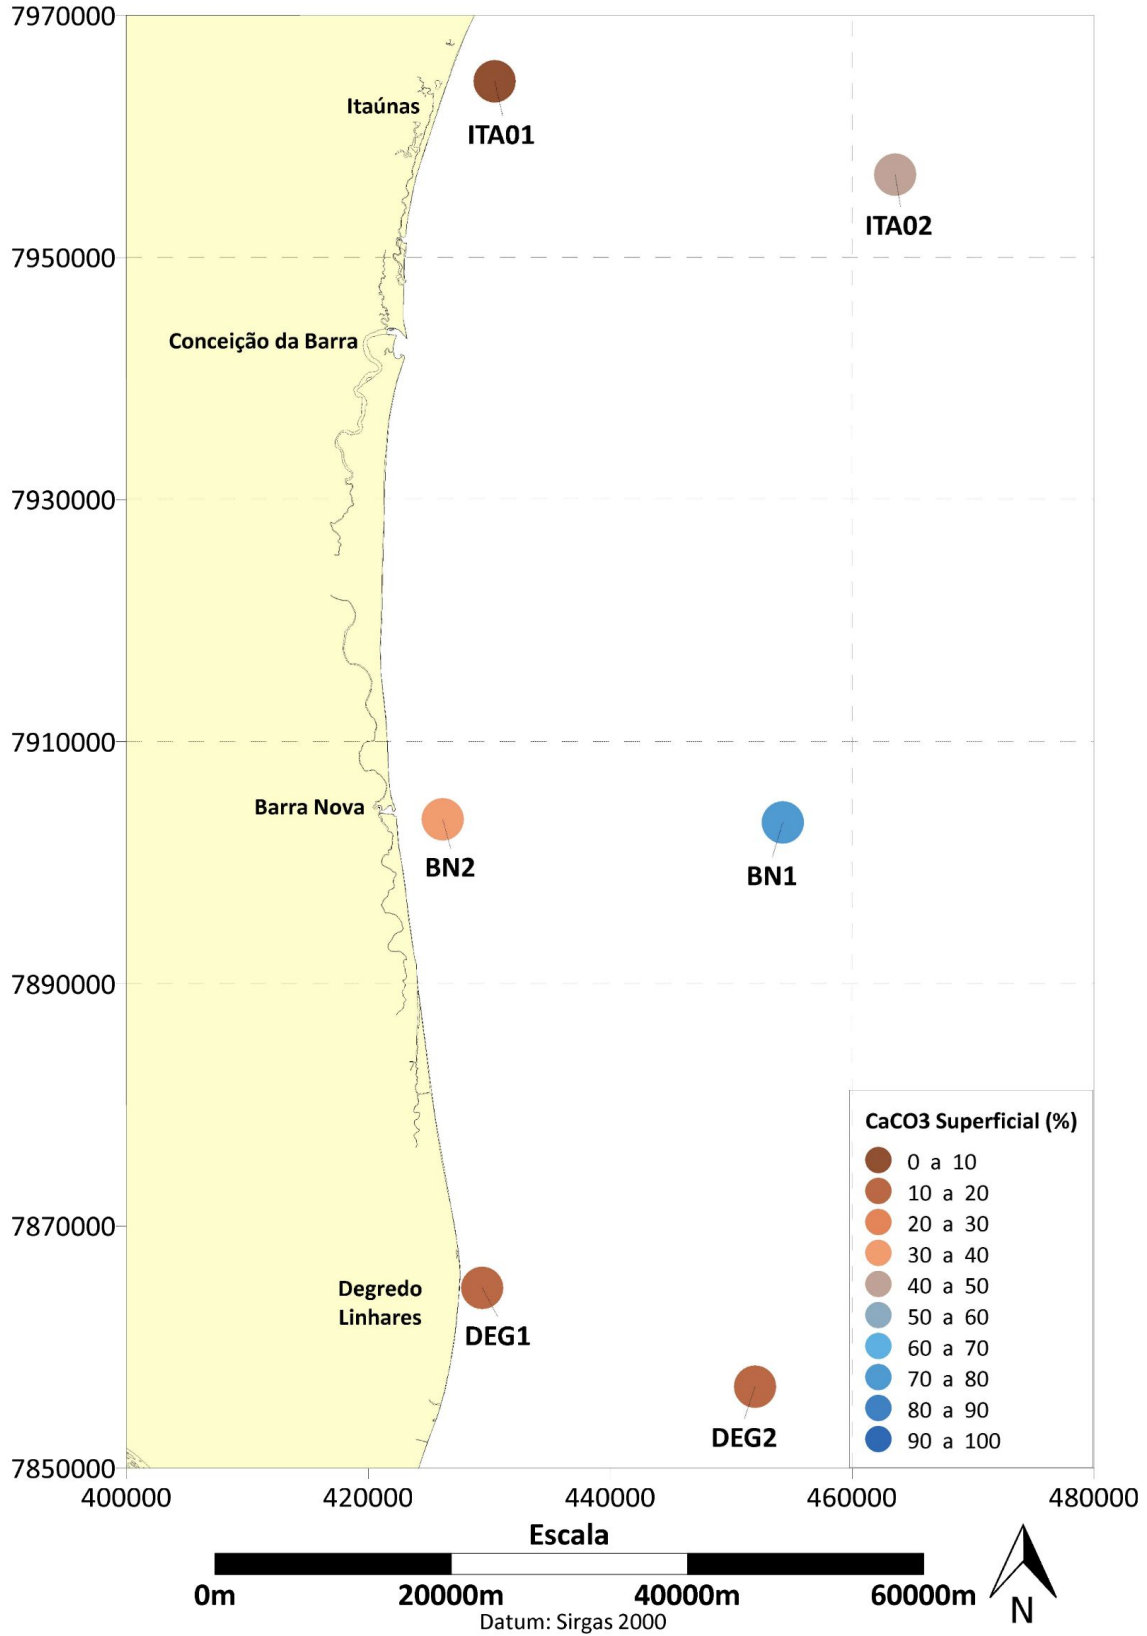 7970000
Itaúnas
ITA01
ITA02
7950000
Conceição da Barra
7930000
7910000
Barra Nova
BN2
BN1
7890000
CaCO3 Superficial (%)
0 a 10
10 a 20
20 a 30
30 a 40
40 a 50
50 a 60
60 a 70
70 a 80
80 a 90
90 a 100
7870000
Degredo
Linhares
DEG1
DEG2
7850000
400000 420000 440000 460000 480000
Escala
0m 20000m 40000m 60000m
Datum: Sirgas 2000
N